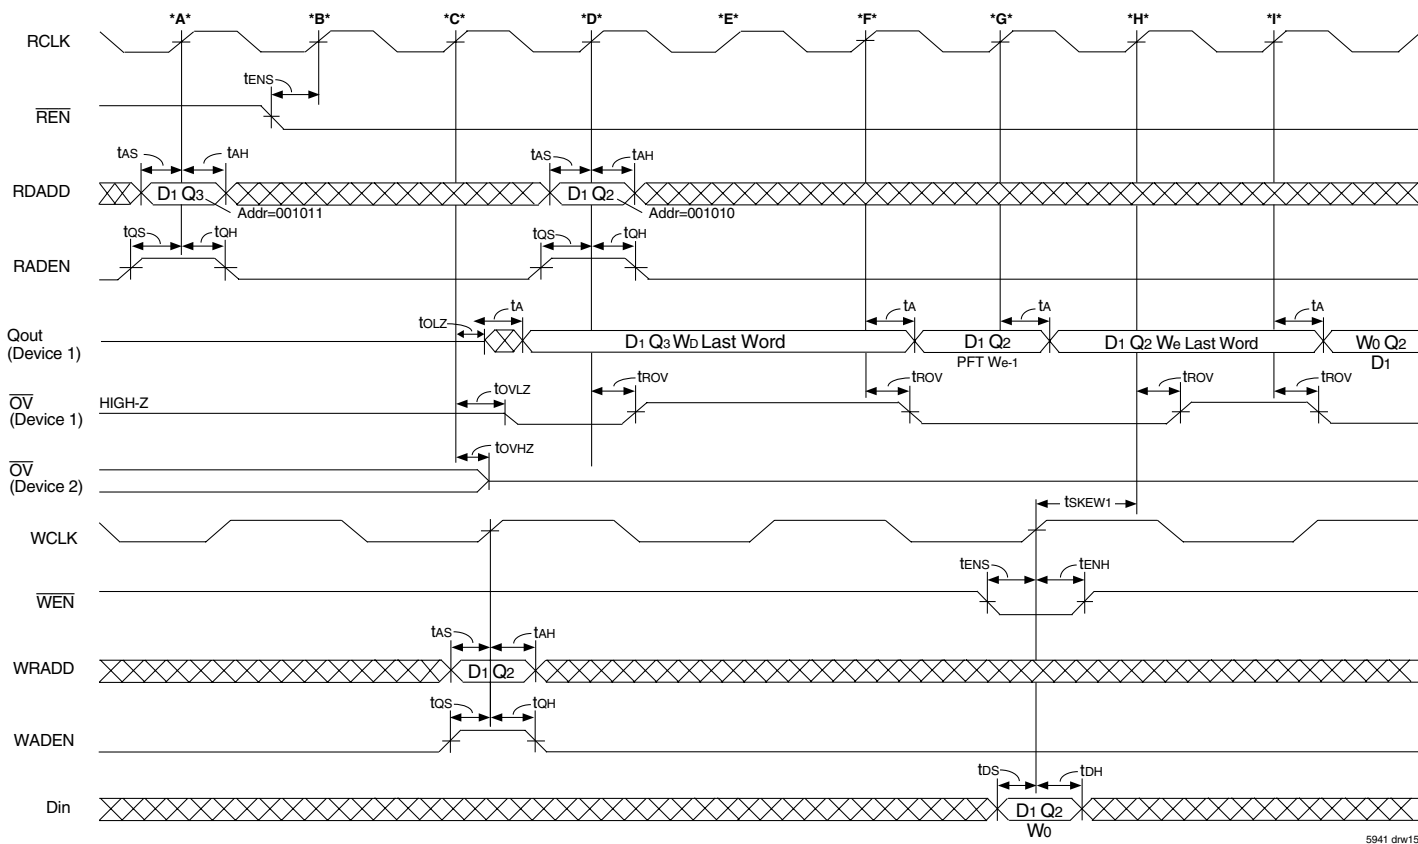 *A* *B* *C* *D* *E* *F* *G* *H* *I*
RCLK
tENS
REN
tAS tAH tAS tAH
RDADD D1 Q3 D1 Q2
Addr=001011 Addr=001010
tQS tQH tQS tQH
RADEN
tA tA tA tA
tOLZ
Qout
(Device 1)
D1 Q3 WD Last Word D1 Q2 D1 Q2 We Last Word W0 Q2
PFT We-1 D1
tOVLZ tROV tROV tROV tROV
OV
(Device 1)
HIGH-Z
tOVHZ
OV
(Device 2)
tSKEW1
WCLK
tENS tENH
WEN
tAS tAH
WRADD D1 Q2
tQS tQH
WADEN
tDS tDH
Din D1 Q2
W0
5941 drw15